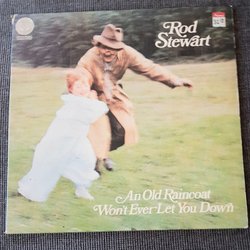 Rod
Stewart
An Old Raincoat
Won't Ever Let You Down